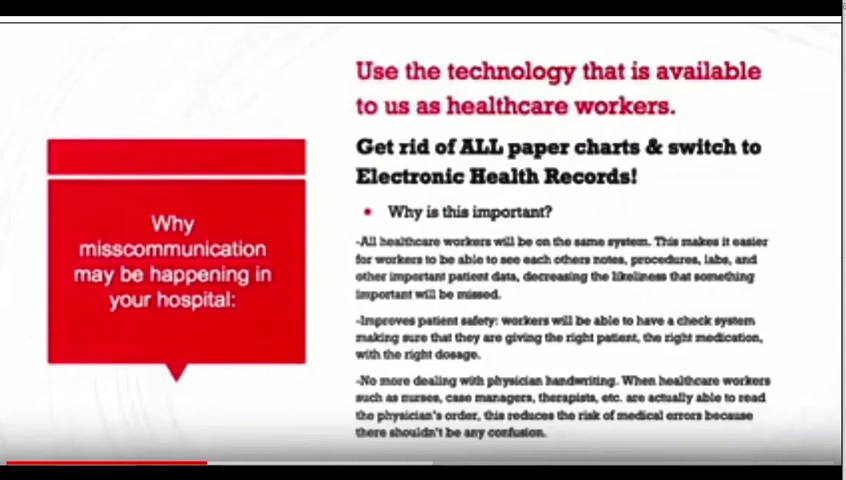 Why
misscommunication
may be happening in
your hospital:
Use the technology that is available
to us as healthcare workers.
Get rid of ALL paper charts & switch to
Electronic Health Records!
• Why is this important?
-All healthcare workers will be on the same system. This makes it easier
for workers to be able to see each others notes, procedures, labs, and
other important patient data, decreasing the likeliness that something
important will be missed.
-Improves patient safety: workers will be able to have a check system
making sure that they are giving the right patient, the right medication,
with the right dosage.
-No more dealing with physician handwriting. When healthcare workers
such as nurses, case managers, therapists, etc. are actually able to read
the physician's order, this reduces the risk of medical errors because
there shouldn't be any confusion.